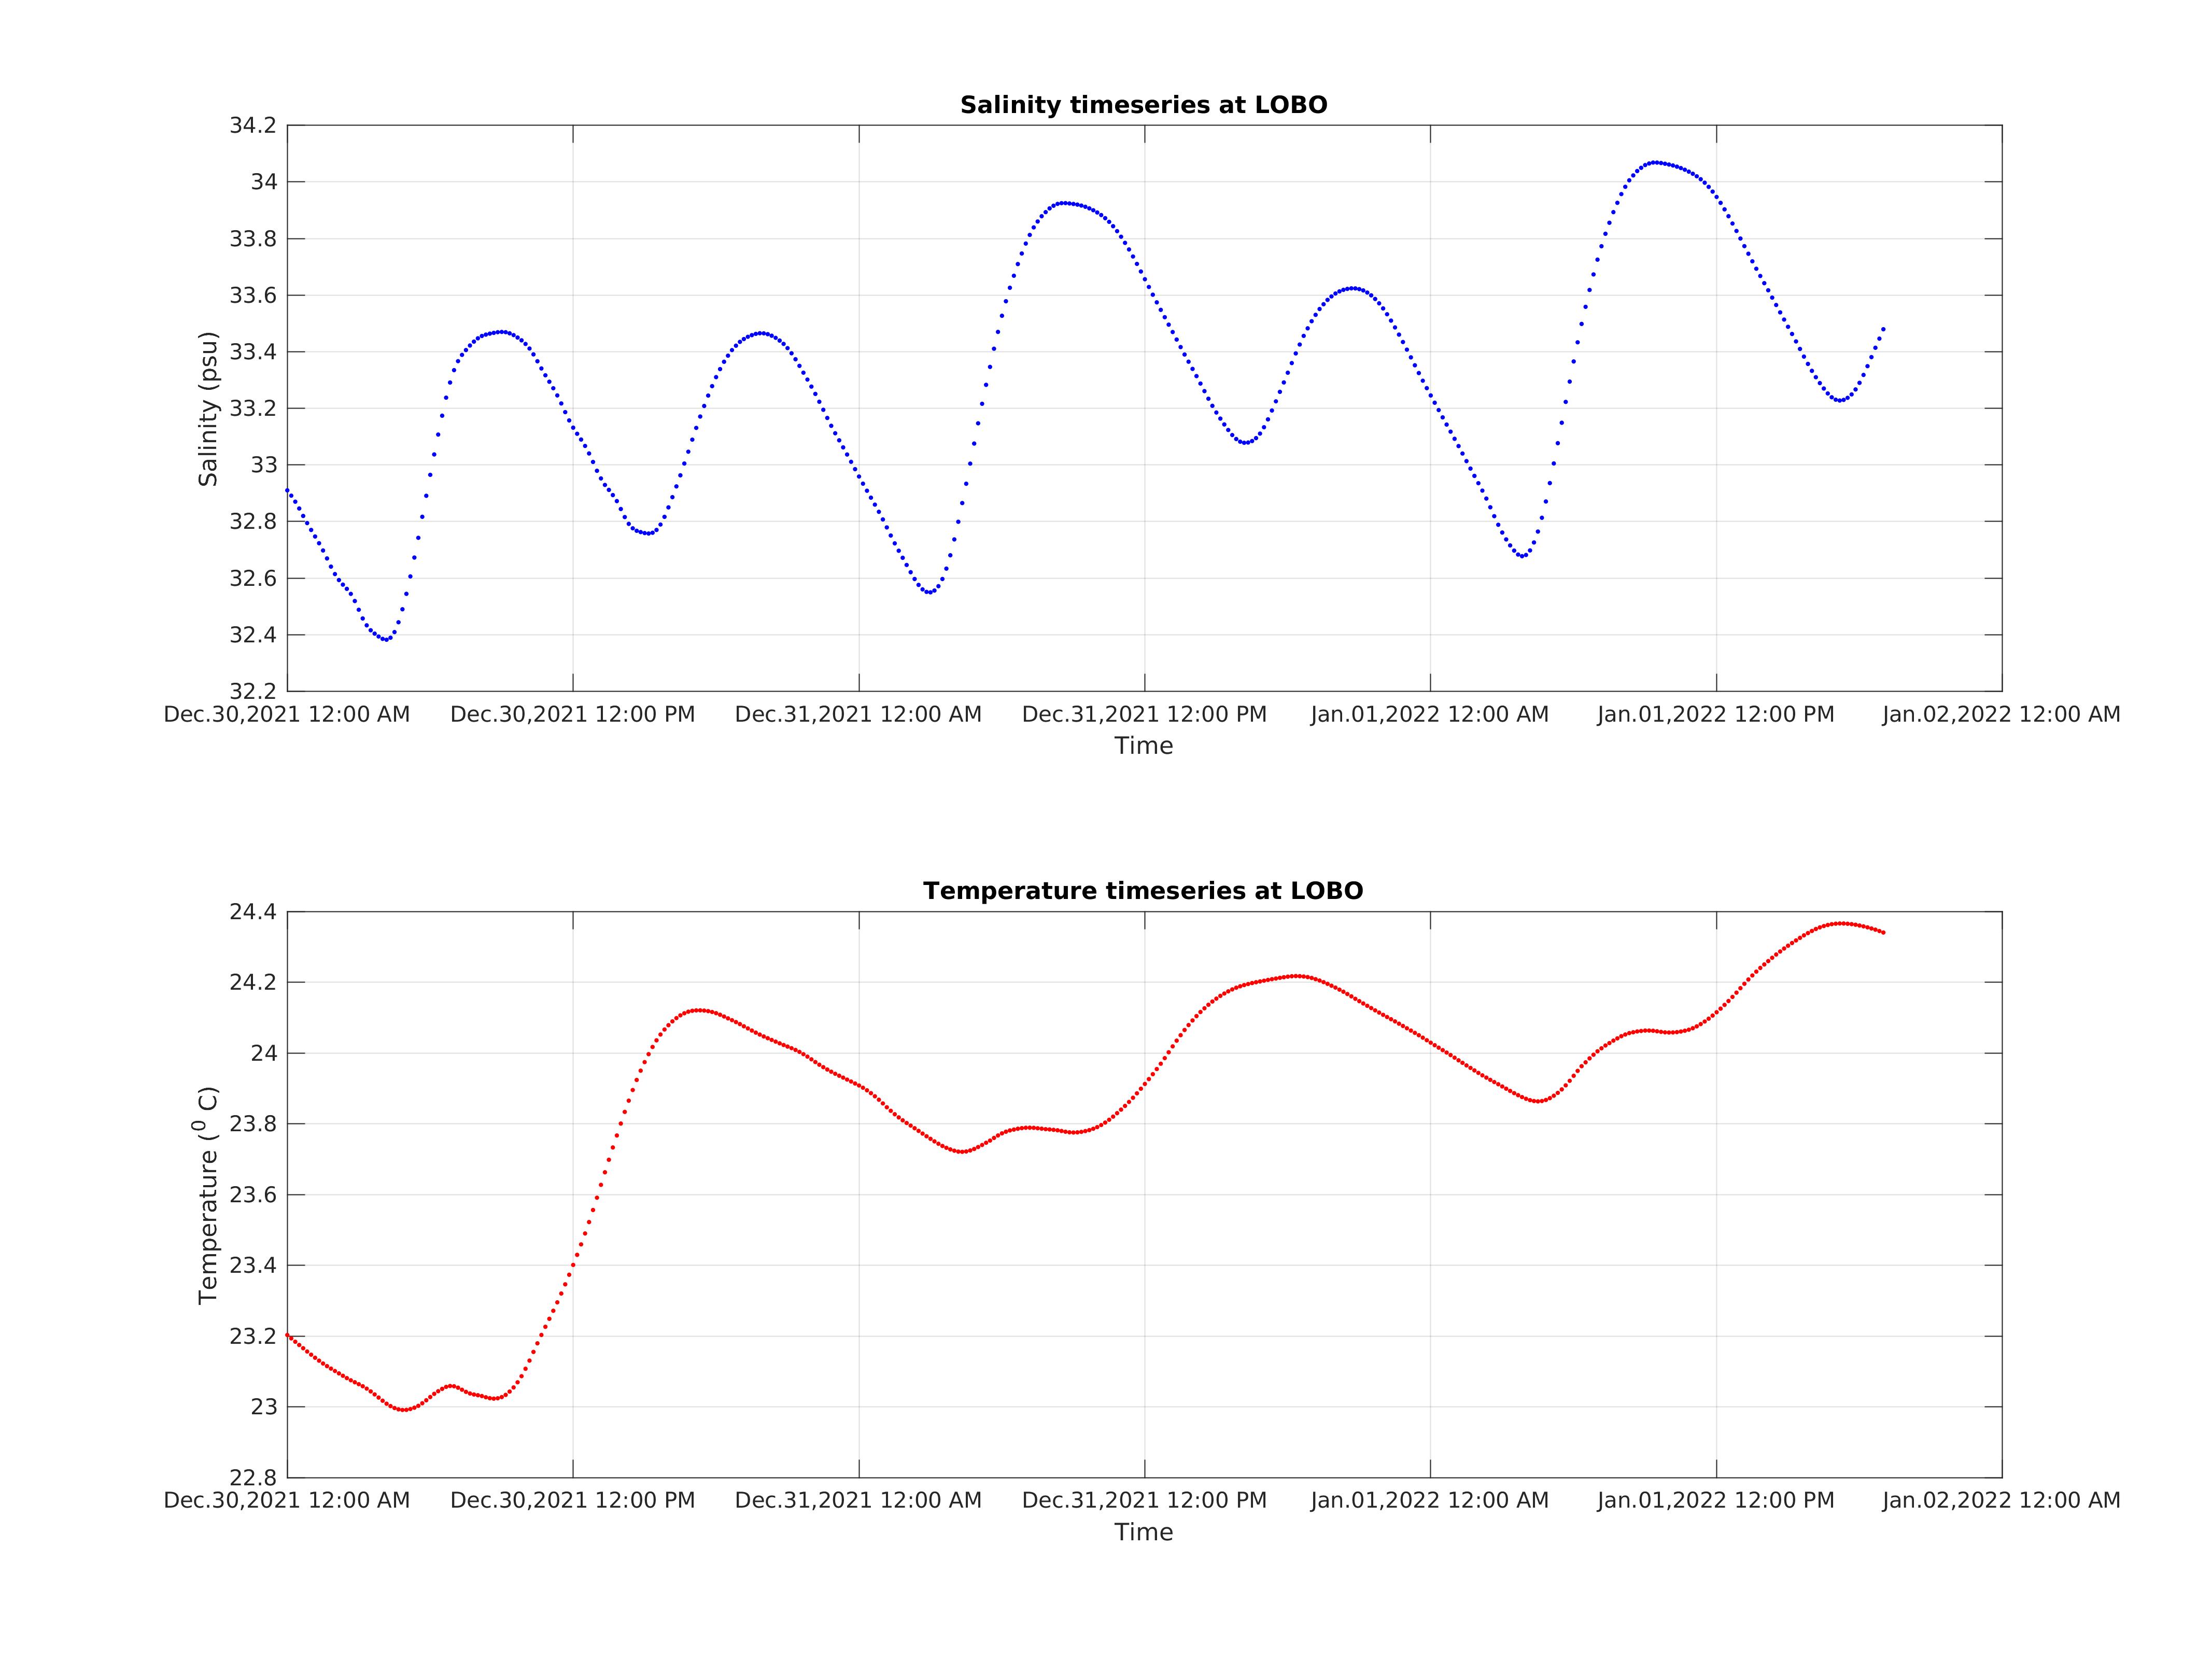 Salinity timeseries at LOBO
34.2
34
33.8
33.6
33.4
33.2
33
32.8
32.6
32.4
32.2
Salinity (psu)
Dec.30,2021 12:00 AM Dec.30,2021 12:00 PM Dec.31,2021 12:00 AM Dec.31,2021 12:00 PM Jan.01,2022 12:00 AM Jan.01,2022 12:00 PM Jan.02,2022 12:00 AM
Time
Temperature timeseries at LOBO
24.4
24.2
24
23.8
23.6
23.4
23.2
23
22.8
Temperature (⁰ C)
Dec.30,2021 12:00 AM Dec.30,2021 12:00 PM Dec.31,2021 12:00 AM Dec.31,2021 12:00 PM Jan.01,2022 12:00 AM Jan.01,2022 12:00 PM Jan.02,2022 12:00 AM
Time